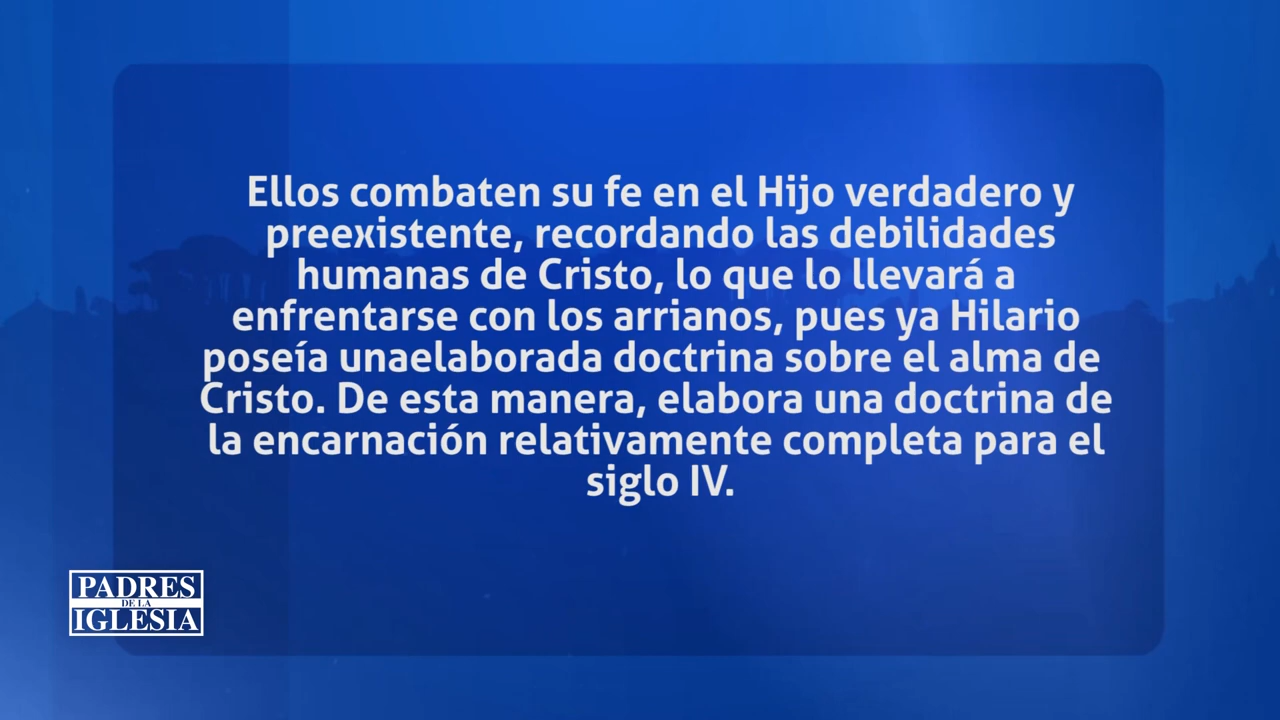 Ellos combaten su fe en el Hijo verdadero y
preexistente, recordando las debilidades
humanas de Cristo, lo que lo llevará a
enfrentarse con los arrianos, pues ya Hilario
poseía unaelaborada doctrina sobre el alma de
Cristo. De esta manera, elabora una doctrina de
la encarnación relativamente completa para el
siglo IV.
PADRES
DE LA
IGLESIA